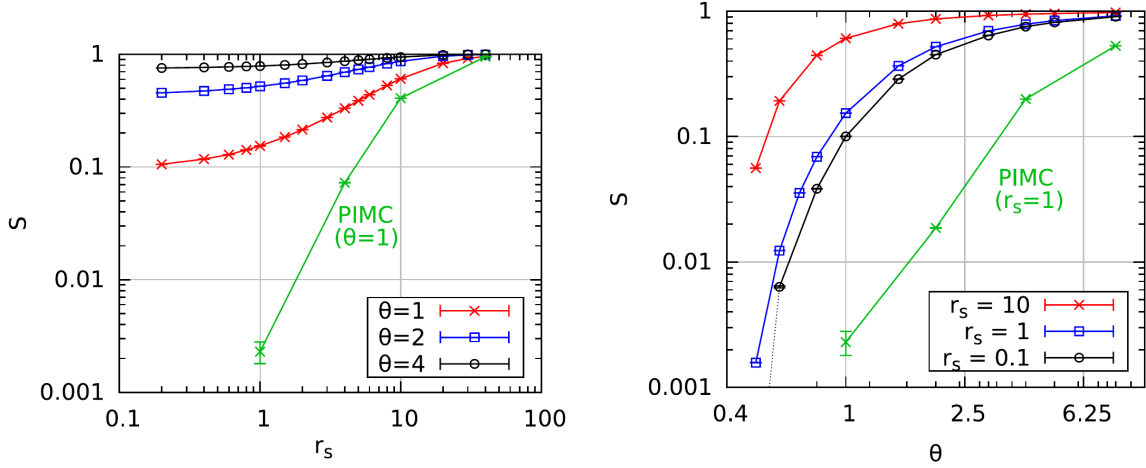 1
0.1
0.01
0.001
S
0.1
1
10
100
r_s
PIMC
(θ=1)
θ=1
θ=2
θ=4
1
0.1
0.01
0.001
S
0.4
1
2.5
6.25
θ
PIMC
(r_s=1)
r_s = 10
r_s = 1
r_s = 0.1